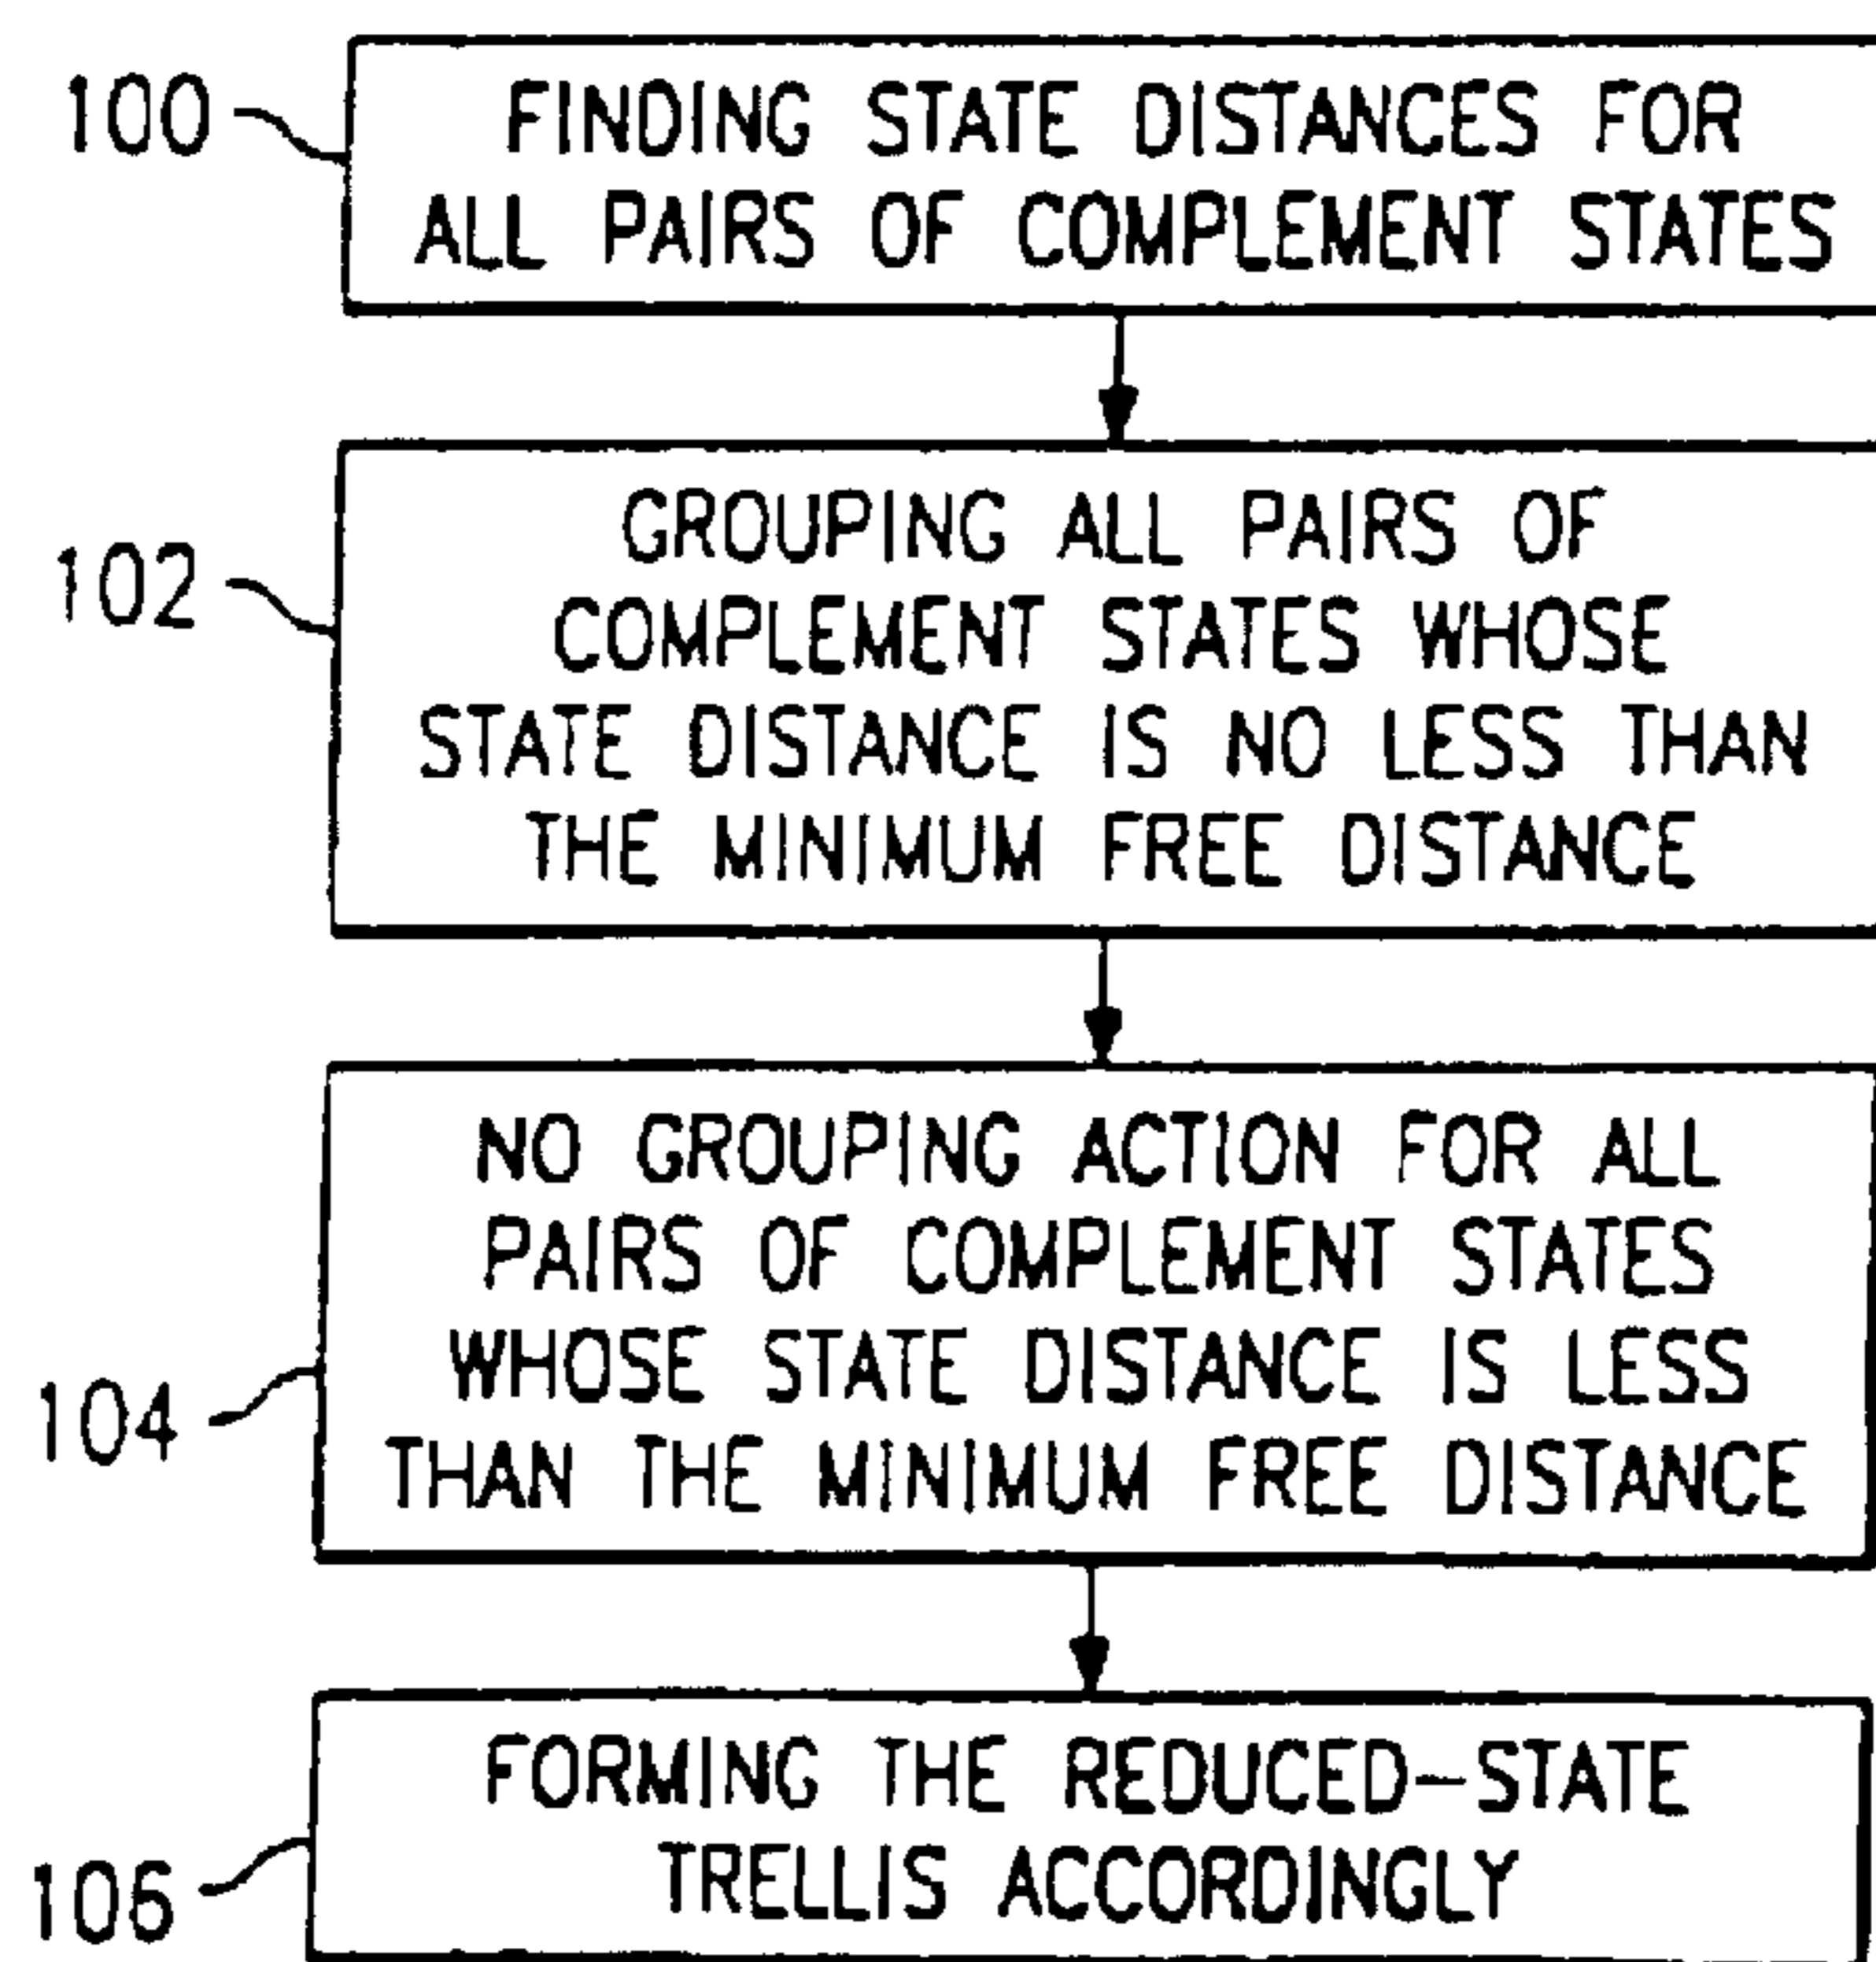 100
FINDING STATE DISTANCES FOR
ALL PAIRS OF COMPLEMENT STATES
102
GROUPING ALL PAIRS OF
COMPLEMENT STATES WHOSE
STATE DISTANCE IS NO LESS THAN
THE MINIMUM FREE DISTANCE
104
NO GROUPING ACTION FOR ALL
PAIRS OF COMPLEMENT STATES
WHOSE STATE DISTANCE IS LESS
THAN THE MINIMUM FREE DISTANCE
106
FORMING THE REDUCED-STATE
TRELLIS ACCORDINGLY